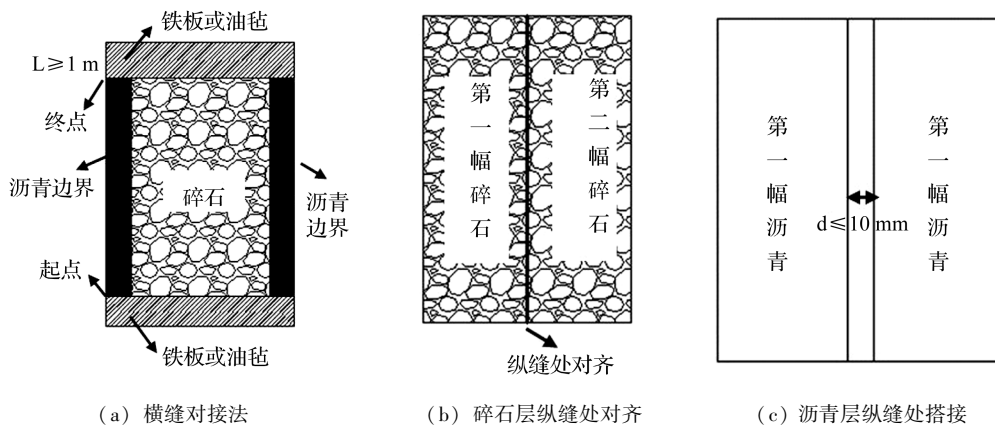 铁板或油毡
L≥1 m
终点
沥青边界
碎石
沥青
边界
起点
铁板或油毡
(a) 横缝对接法
第一幅碎石
第二幅碎石
纵缝处对齐
(b) 碎石层纵缝处对齐
第一幅沥青
d≤10 mm
第一幅沥青
(c) 沥青层纵缝处搭接